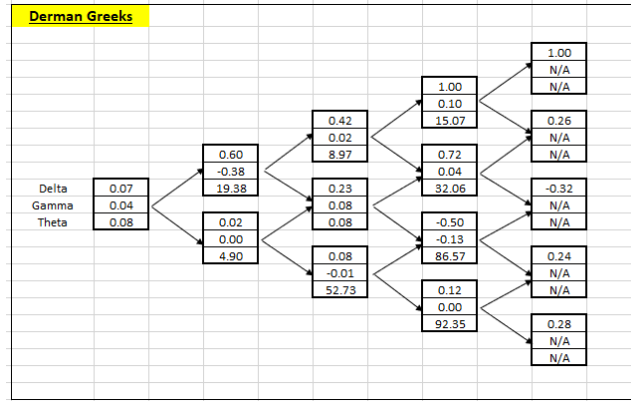 Derman Greeks
1.00
N/A
1.00 N/A
0.10
0.42 15.07 0.26
0.02 N/A
0.60 8.97 0.72 N/A
-0.38 0.04
Delta 0.07 19.38 0.23 32.06 -0.32
Gamma 0.04 0.08 N/A
Theta 0.08 0.02 0.08 -0.50 N/A
0.00 -0.13
4.90 0.08 86.57 0.24
-0.01 N/A
52.73 0.12 N/A
0.00
92.35 0.28
N/A
N/A